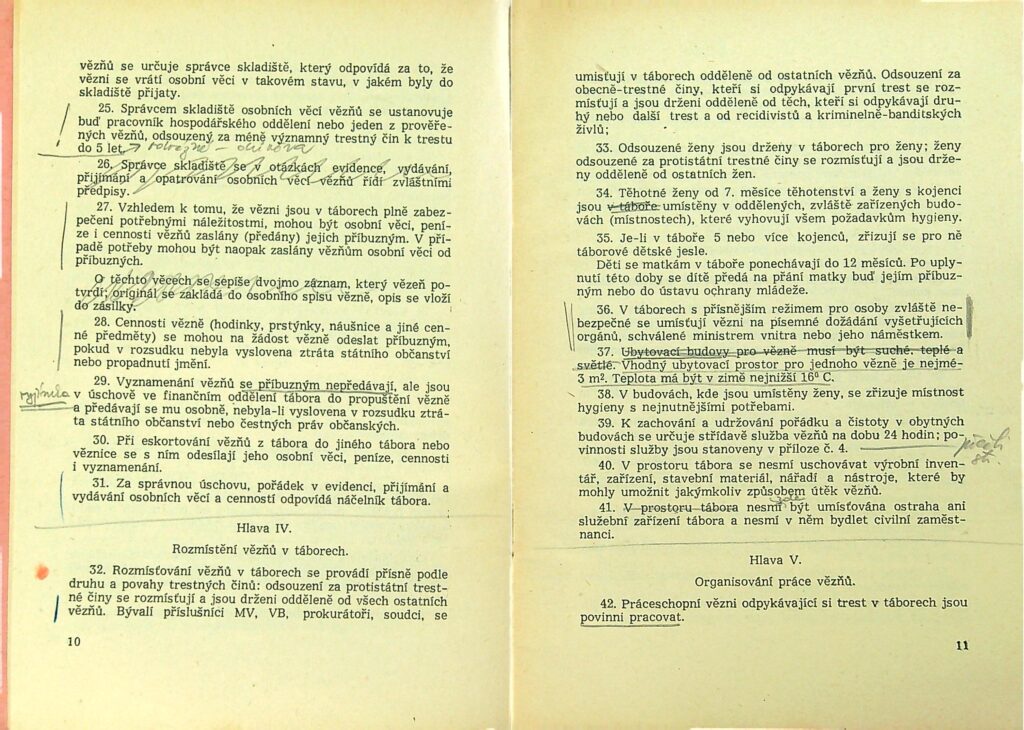 vězňů se určuje správce skladiště, který odpovídá za to, že
vězni se vrátí osobní věci v takovém stavu, v jakém byly do
skladiště přijaty.
25. Správcem skladiště osobních věcí vězňů se ustanovuje
buď pracovník hospodářského oddělení nebo jeden z prověře-
ných vězňů, odsouzený za méně významný trestný čin k trestu
do 5 let.
26. Správce skladiště se v otázkách evidence, vydávání,
přijímání a opatrování osobních věcí vězňů řídí zvláštními
předpisy.
27. Vzhledem k tomu, že vězni jsou v táborech plně zabez-
pečení potřebnými náležitostmi, mohou být osobní věci, pení-
ze i cennosti vězňů zaslány (předány) jejich příbuzným. V pří-
padě potřeby mohou být naopak zaslány vězňům osobní věci od
příbuzných.
O těchto věcech se sepíše dvojmo záznam, který vězeň po-
tvrdí; originál se zakládá do osobního spisu vězně, opis se vloží
do zásilky.
28. Cennosti vězně (hodinky, prstýnky, náušnice a jiné cen-
né předměty) se mohou na žádost vězně odeslat příbuzným,
pokud v rozsudku nebyla vyslovena ztráta státního občanství
nebo propadnutí jmění.
29. Vyznamenání vězňů se příbuzným nepředávají, ale jsou
v úschově ve finančním oddělení tábora do propuštění vězně
a předávají se mu osobně, nebyla-li vyslovena v rozsudku ztrá-
ta státního občanství nebo čestných práv občanských.
30. Při eskortování vězňů z tábora do jiného tábora nebo
věznice se s ním odesílají jeho osobní věci, peníze, cennosti
i vyznamenání.
31. Za správnou úschovu, pořádek v evidenci, přijímání a
vydávání osobních věcí a cenností odpovídá náčelník tábora.
Hlava IV.
Rozmístění vězňů v táborech.
32. Rozmísťování vězňů v táborech se provádí přísně podle
druhu a povahy trestných činů: odsouzení za protistátní trest-
né činy se rozmísťují a jsou drženi odděleně od všech ostatních
vězňů. Bývalí příslušníci MV, VB, prokurátoři, soudci, se
10
umisťují v táborech odděleně od ostatních vězňů. Odsouzení za
obecně-trestné činy, kteří si odpykávají první trest se roz-
misťují a jsou drženi odděleně od těch, kteří si odpykávají dru-
hý nebo další trest a od recidivistů a kriminelně-banditských
živlů;
33. Odsouzené ženy jsou drženy v táborech pro ženy; ženy
odsouzené za protistátní trestné činy se rozmisťují a jsou drže-
ny odděleně od ostatních žen.
34. Těhotné ženy od 7. měsíce těhotenství a ženy s kojenci
jsou v táboře umístěny v oddělených, zvláště zařízených budo-
vách (místnostech), které vyhovují všem požadavkům hygieny.
35. Je-li v táboře 5 nebo více kojenců, zřizují se pro ně
táborové dětské jesle.
Děti se matkám v táboře ponechávají do 12 měsíců. Po uply-
nutí této doby se dítě předá na přání matky buď jejím příbuz-
ným nebo do ústavu ochrany mládeže.
36. V táborech s přísnějším režimem pro osoby zvláště ne-
bezpečné se umisťují vězni na písemné dožádání vyšetřujících
orgánů, schválené ministrem vnitra nebo jeho náměstkem.
37. Ubytovací budovy pro vězně musí být suché, teplé a
světlé. Vhodný ubytovací prostor pro jednoho vězně je nejmé-
3 m². Teplota má být v zimě nejnižší 16⁰ C.
38. V budovách, kde jsou umístěny ženy, se zřizuje místnost
hygieny s nejnutnějšími potřebami.
39. K zachování a udržování pořádku a čistoty v obytných
budovách se určuje střídavě služba vězňů na dobu 24 hodin; po-
vinnosti služby jsou stanoveny v příloze č. 4.
40. V prostoru tábora se nesmí uschovávat výrobní inven-
tář, zařízení, stavební materiál, nářadí a nástroje, které by
mohly umožnit jakýmkoliv způsobem útěk vězňů.
41. V prostoru tábora nesmí být umísťována ostraha ani
služební zařízení tábora a nesmí v něm bydlet civilní zaměst-
nanci.
Hlava V.
Organisování práce vězňů.
42. Práceschopní vězni odpykávající si trest v táborech jsou
povinni pracovat.
11